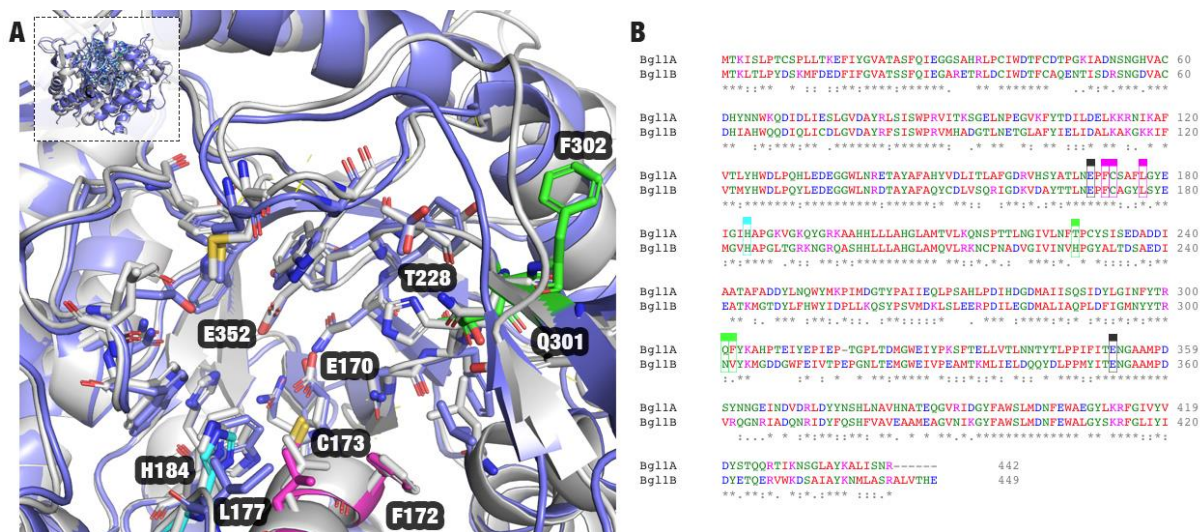 A
F302
T228
E352
Q301
E170
C173
H184
L177
F172
B
Bgl1A MTKISLPTCSPLLTKEFIYGVATASFQIEGGSAHRLPCIWDTFCDTPGKIADNSNGHVAC 60
Bgl1B MTKLTLPYDSKMFDEDFIFGVATSSFQIEGARETRLDCIWDTFCAQENTISDRSNGDVAC 60
Bgl1A DHYNNWKQDIDLIESLGVDAYRLSISWPRVITKSGELNPEGVKFYTDILDELKKRNIKAF 120
Bgl1B DHIAHWQQDIQLICDLGVDAYRFSISWPRVMHADGTLNETGLAFYIELIDALKAKGKKIF 120
Bgl1A VTLYHWDLPQHLEDEGGWLNRETAYAFAHYVDLITLAFGDRVHSYATLNEPFCSAFLGYE 180
Bgl1B VTMYHWDLPQYLEDEGGWLNRDTAYAFAQYCDLVSQRIGDKVDAYTTLNEPFCAGYLSYE 180
Bgl1A IGIHAPGKVGKQYGRKAAHHLLLAHGLAMTVLKQNSPTTLNGIVLNFTPCYSISEDADDI 240
Bgl1B MGVHAPGLTGRKNGRQASHHLLLAHGLAMQVLRKNCPNADVGIVINVHPGYALTDSAEDI 240
Bgl1A AATAFADDYLNQWYMKPIMDGTYPAIIEQLPSAHLPDIHDGDMAIISQSIDYLGINFYTR 300
Bgl1B EATKMGTDYLFHWYIDPLLKQSYPSVMDKLSLEERPDILEGDMALIAQPLDFIGMNYYTR 300
Bgl1A QFYKAHPTEIYEPIEP-TGPLTDMGWEIYPKSFTELLVTLNNTYTLPPIFITENGAAMPD 359
Bgl1B NVYKMGDDGWFEIVTPEPGNLTEMGWEIVPEAMTKMLIELDQQYDLPPMYITENGAAMPD 360
Bgl1A SYNNGEINDVDRLDYYNSHLNAVHNATEQGVRIDGYFAWSLMDNFEWAEGYLKRFGIVYV 419
Bgl1B VRQGNRIADQNRIDYFQSHFVAVEAAMEAGVNIKGYFAWSLMDNFEWALGYSKRFGLIYI 420
Bgl1A DYSTQQRTIKNSGLAYKALISNR------ 442
Bgl1B DYETQERVWKDSAIAYKNMLASRALVTHE 449